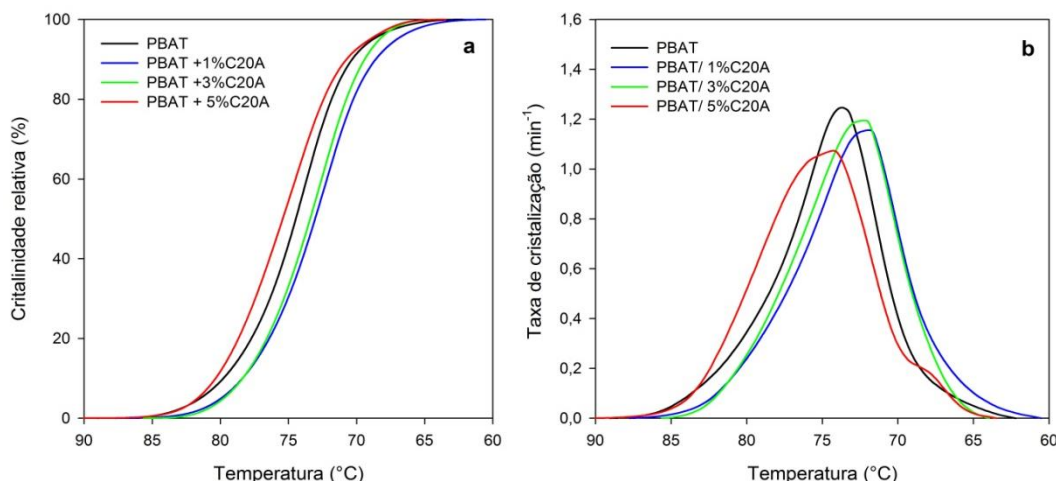 a
PBAT
PBAT +1%C20A
PBAT +3%C20A
PBAT + 5%C20A
Critalinidade relativa (%)
100
80
60
40
20
0
90 85 80 75 70 65 60
Temperatura (°C)
b
PBAT
PBAT/ 1%C20A
PBAT/ 3%C20A
PBAT/ 5%C20A
Taxa de cristalização (min⁻¹)
1,6
1,4
1,2
1,0
0,8
0,6
0,4
0,2
0,0
90 85 80 75 70 65 60
Temperatura (°C)